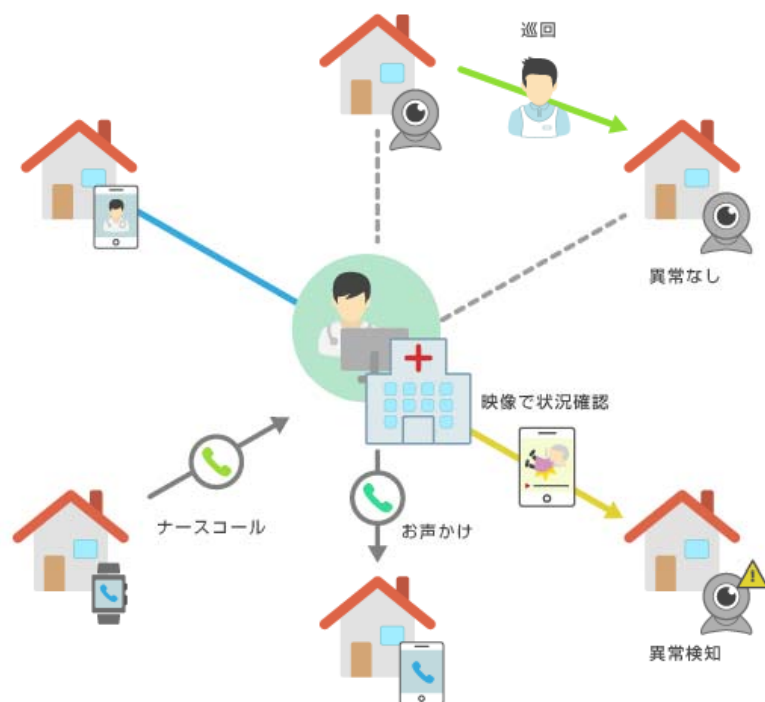 巡回
異常なし
映像で状況確認
ナースコール
お声かけ
異常検知